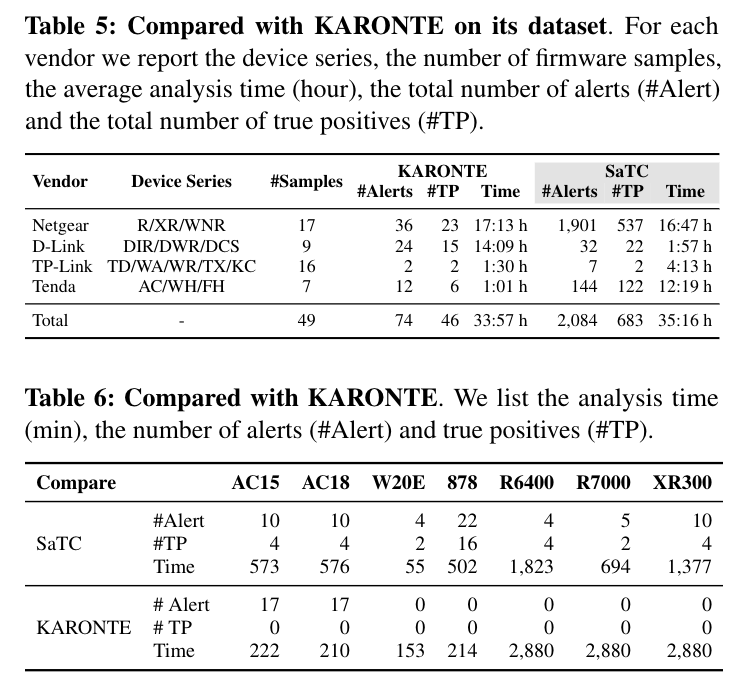 Table 5: Compared with KARONTE on its dataset. For each
vendor we report the device series, the number of firmware samples,
the average analysis time (hour), the total number of alerts (#Alert)
and the total number of true positives (#TP).
Vendor Device Series #Samples KARONTE SaTC
#Alerts #TP Time #Alerts #TP Time
Netgear R/XR/WNR 17 36 23 17:13 h 1,901 537 16:47 h
D-Link DIR/DWR/DCS 9 24 15 14:09 h 32 22 1:57 h
TP-Link TD/WA/WR/TX/KC 16 2 2 1:30 h 7 2 4:13 h
Tenda AC/WH/FH 7 12 6 1:01 h 144 122 12:19 h
Total - 49 74 46 33:57 h 2,084 683 35:16 h
Table 6: Compared with KARONTE. We list the analysis time
(min), the number of alerts (#Alert) and true positives (#TP).
Compare AC15 AC18 W20E 878 R6400 R7000 XR300
#Alert 10 10 4 22 4 5 10
SaTC #TP 4 4 2 16 4 2 4
Time 573 576 55 502 1,823 694 1,377
# Alert 17 17 0 0 0 0 0
KARONTE # TP 0 0 0 0 0 0 0
Time 222 210 153 214 2,880 2,880 2,880